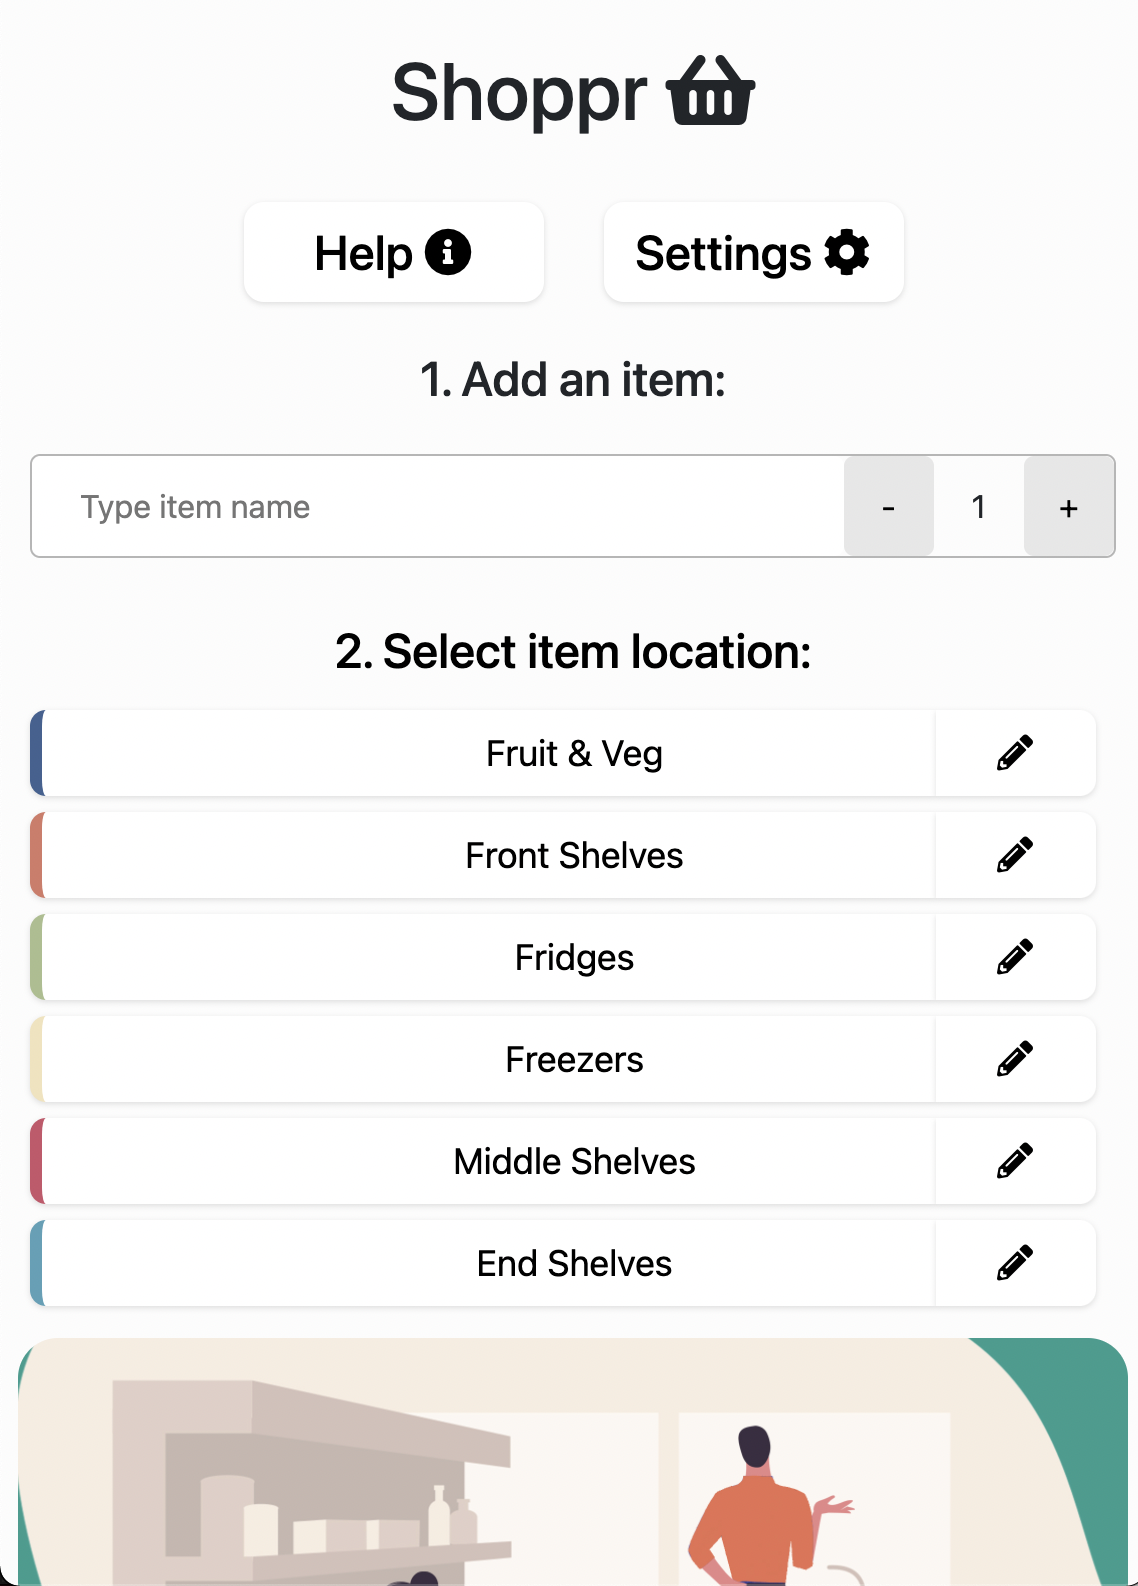 Shoppr
Help
Settings
1. Add an item:
Type item name - 1 +
2. Select item location:
Fruit & Veg
Front Shelves
Fridges
Freezers
Middle Shelves
End Shelves